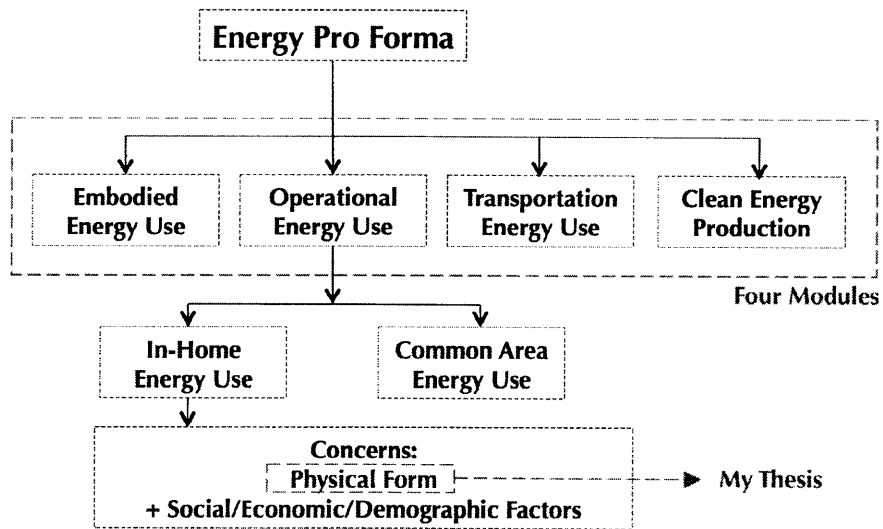 Energy Pro Forma
Embodied
Energy Use
Operational
Energy Use
Transportation
Energy Use
Clean Energy
Production
Four Modules
In-Home
Energy Use
Common Area
Energy Use
Concerns:
Physical Form
My Thesis
+ Social/Economic/Demographic Factors